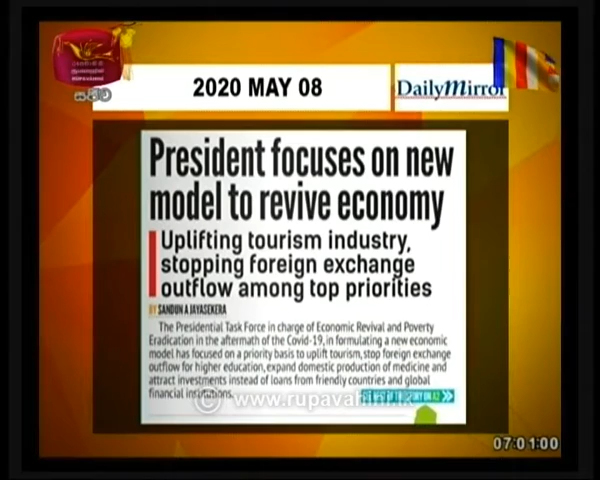 2020 MAY 08
DailyMirror
President focuses on new
model to revive economy
Uplifting tourism industry,
stopping foreign exchange
outflow among top priorities
BY SANDUN A JAYASEKERA
The Presidential Task Force in charge of Economic Revival and Poverty
Eradication in the aftermath of the Covid-19, in formulating a new economic
model has focused on a priority basis to uplift tourism, stop foreign exchange
outflow for higher education, expand domestic production of medicine and
attract investments instead of loans from friendly countries and global
financial institutions.
© www.rupavahini.lk
07:01:00